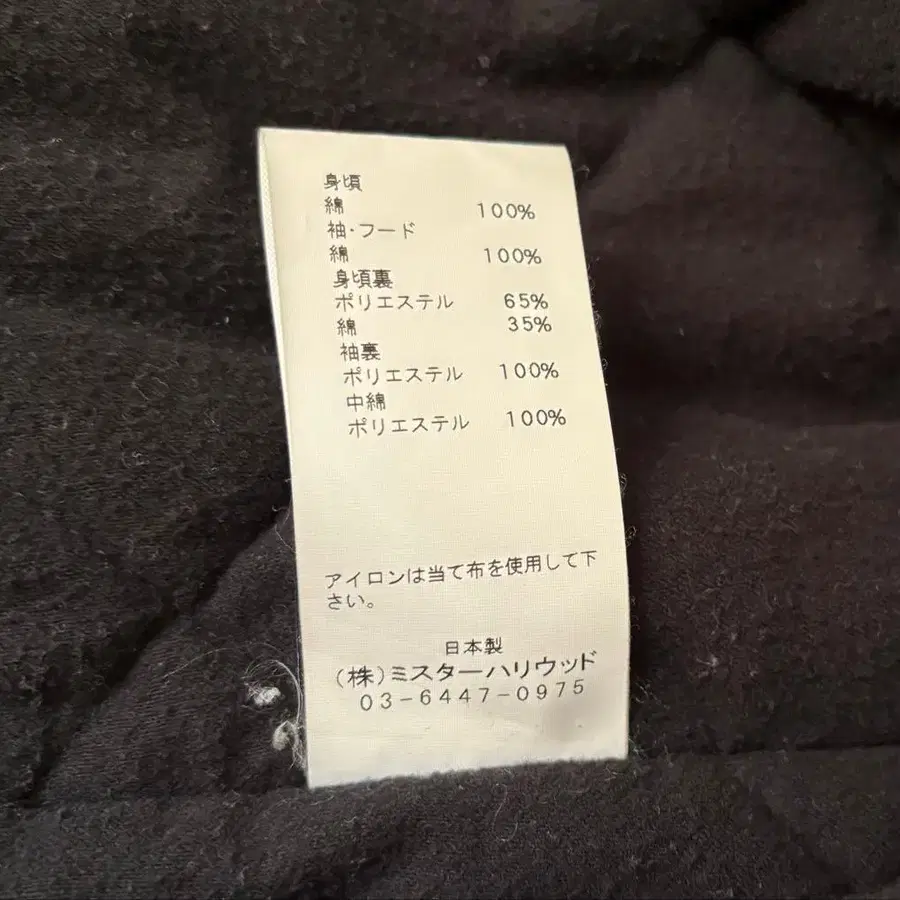 身頃
綿 100%
袖・フード
綿 100%
身頃裏
ポリエステル 65%
綿 35%
袖裏
ポリエステル 100%
中綿
ポリエステル 100%
アイロンは当て布を使用して下
さい。
日本製
(株)ミスターハリウッド
03-6447-0975